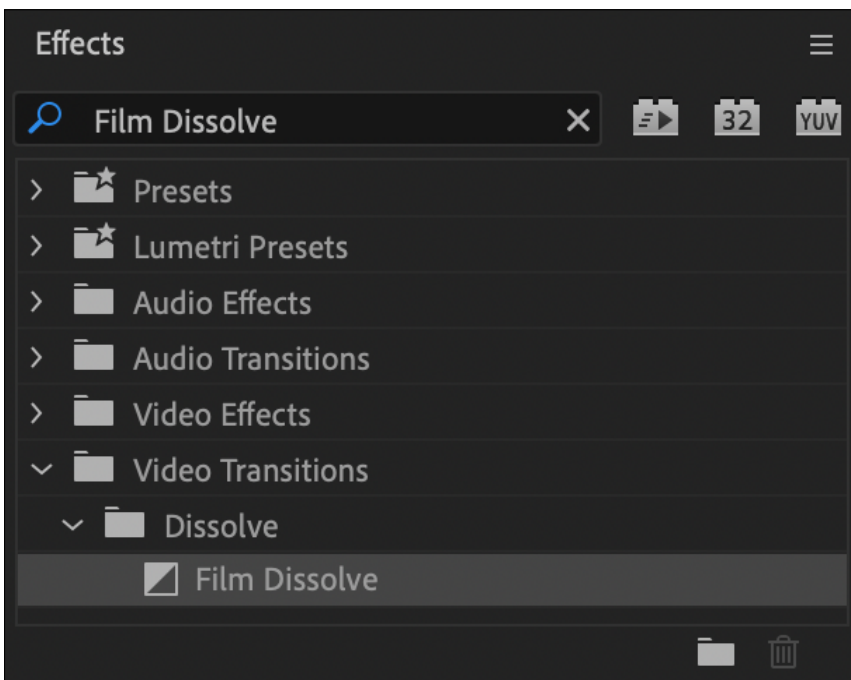 Effects
Film Dissolve
32 YUV
Presets
Lumetri Presets
Audio Effects
Audio Transitions
Video Effects
Video Transitions
Dissolve
Film Dissolve